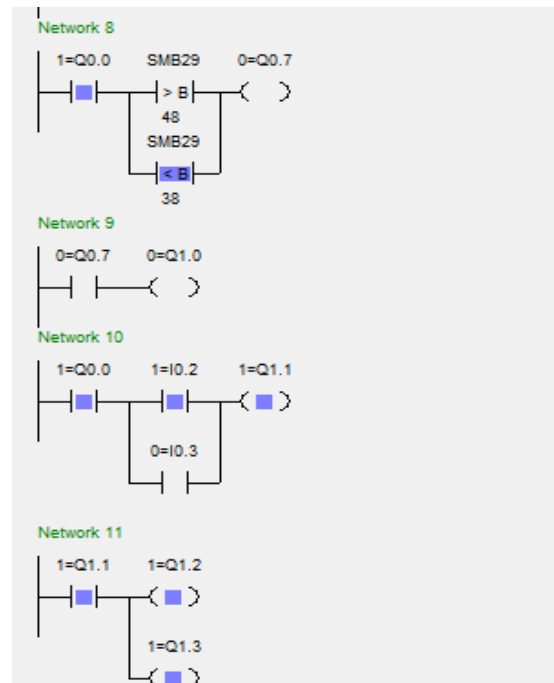 Network 8
1=Q0.0 SMB29 0=Q0.7
> B
48
SMB29
< B
38
Network 9
0=Q0.7 0=Q1.0
Network 10
1=Q0.0 1=I0.2 1=Q1.1
0=I0.3
Network 11
1=Q1.1 1=Q1.2
1=Q1.3